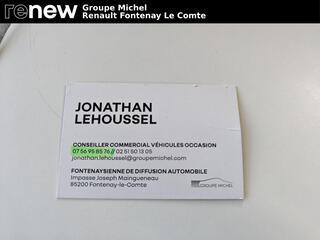 renew
Groupe Michel
Renault Fontenay Le Comte
JONATHAN
LEHOUSSEL
CONSEILLER COMMERCIAL VÉHICULES OCCASION
07 56 95 85 76 // 02 51 50 13 05
jonathan.lehoussel@groupemichel.com
FONTENAYSIENNE DE DIFFUSION AUTOMOBILE
Impasse Joseph Maingueneau
85200 Fontenay-le-Comte
GROUPE MICHEL